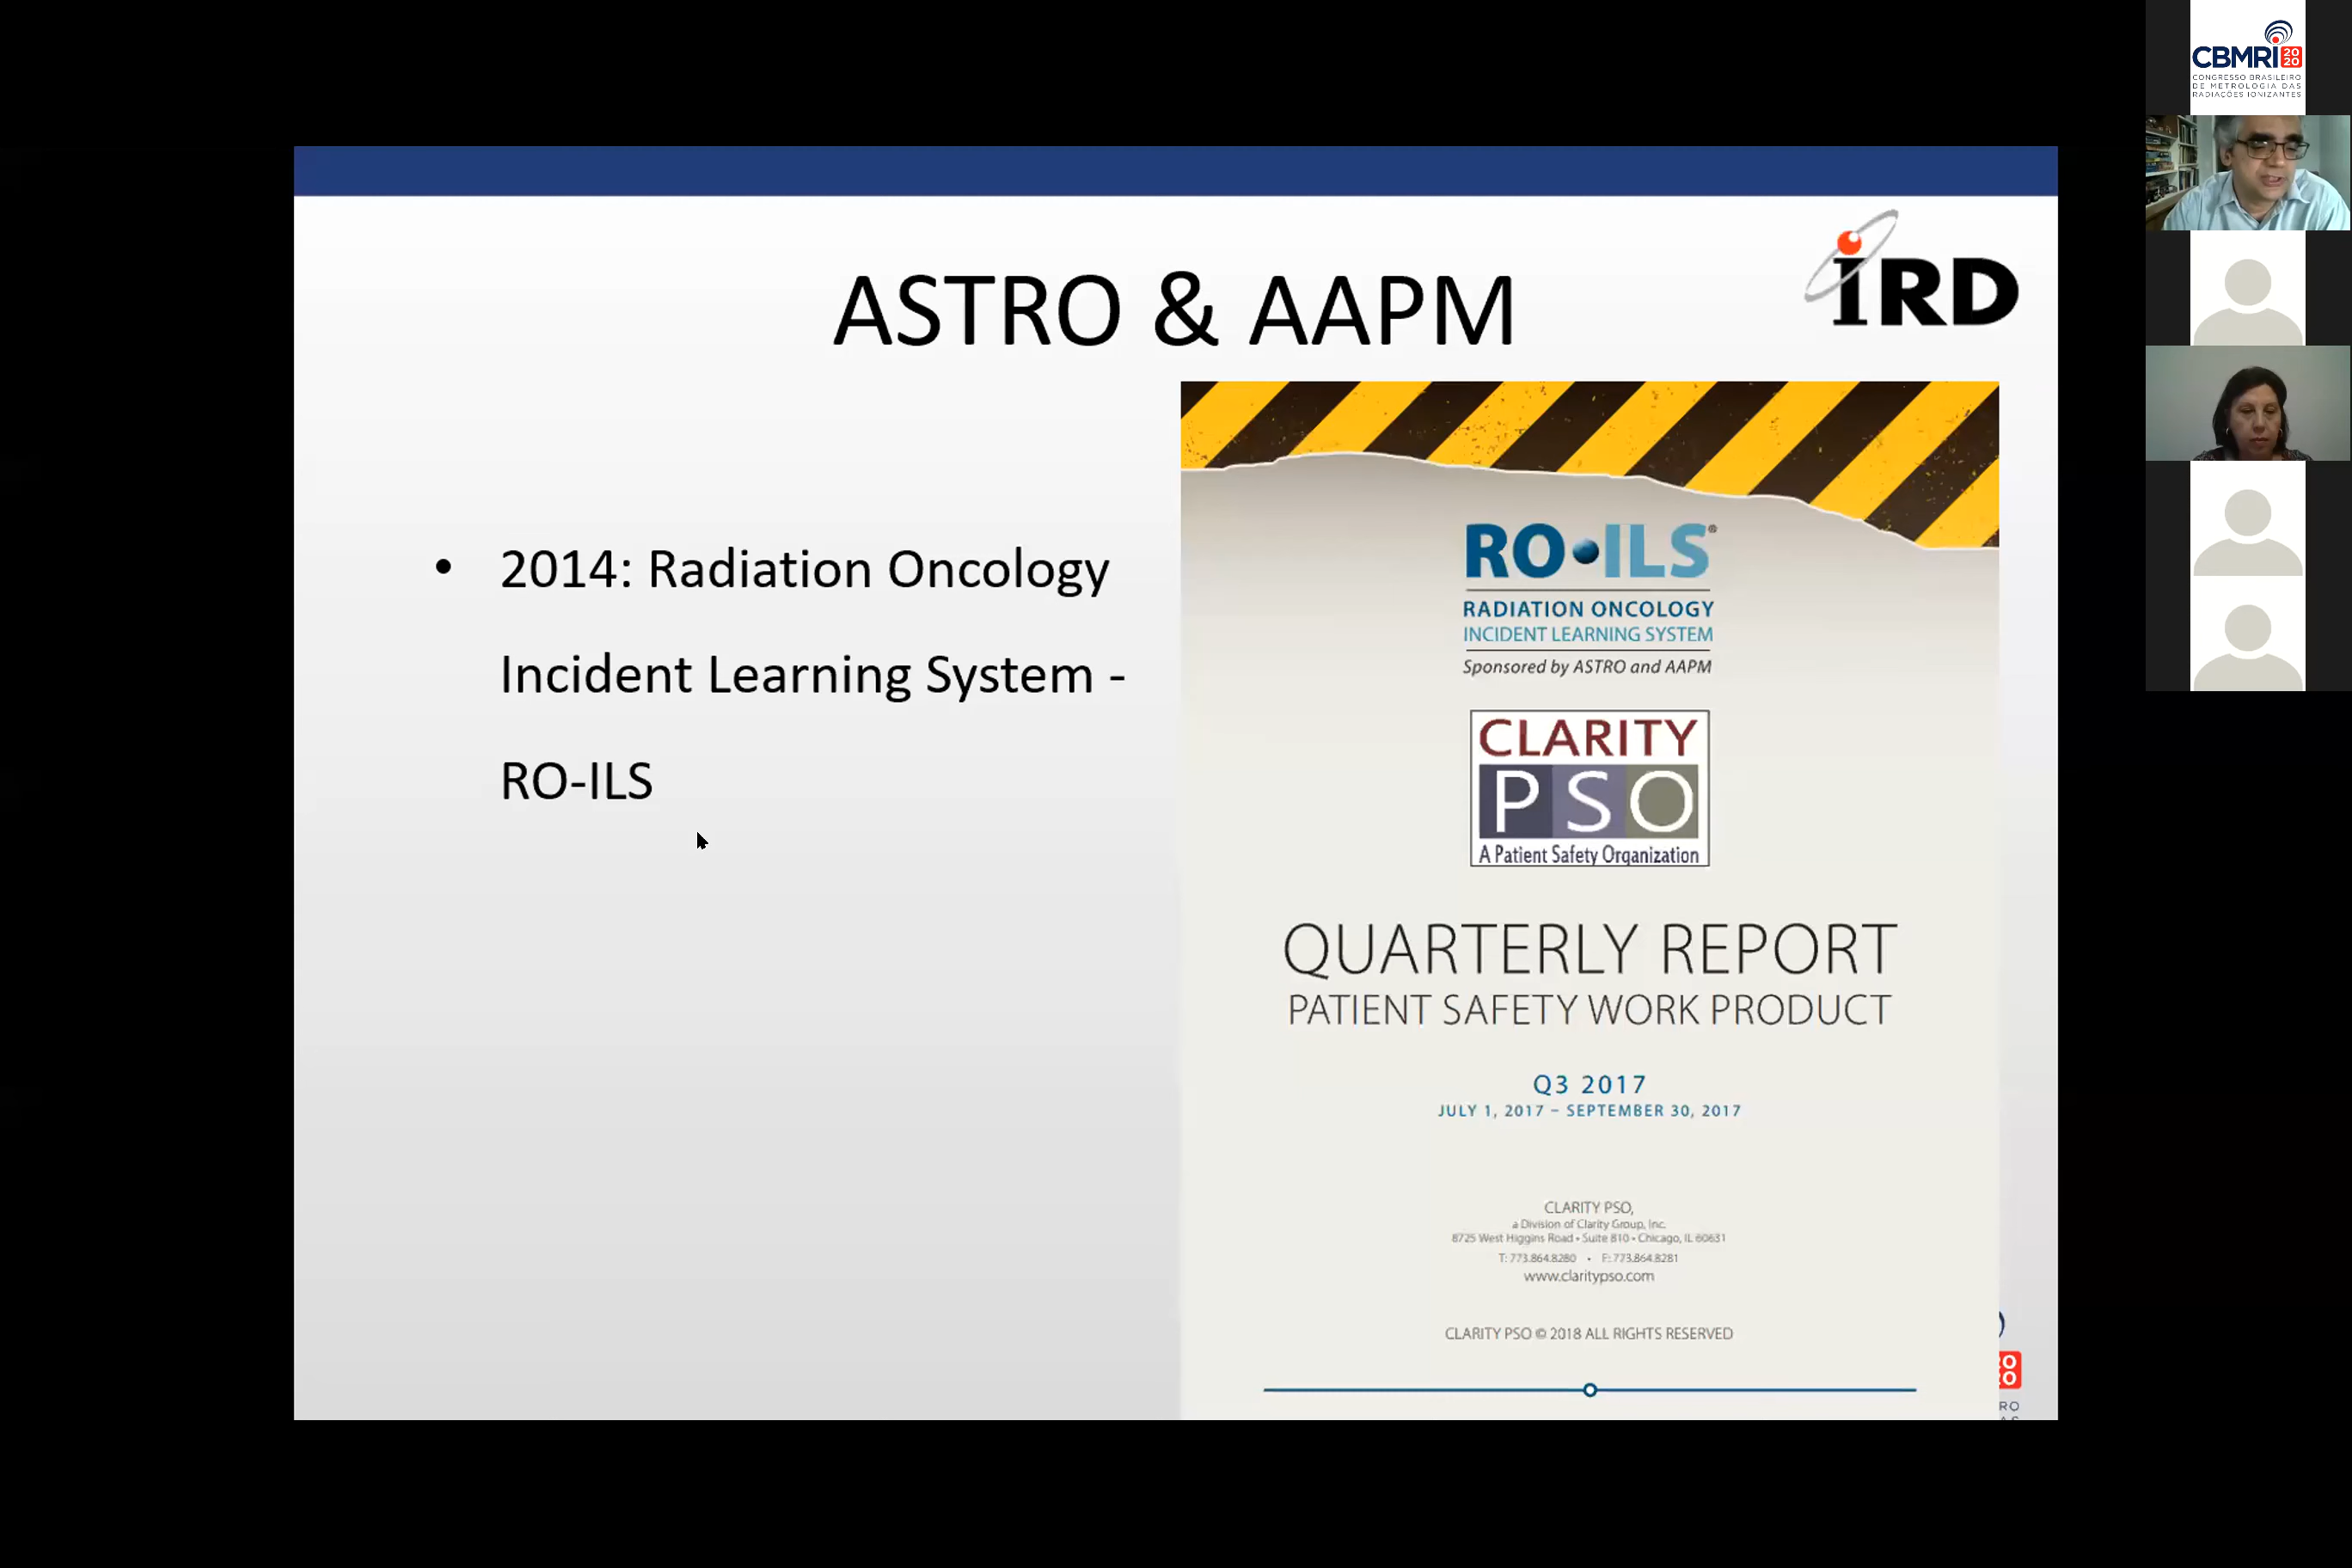 ASTRO & AAPM
iRD
• 2014: Radiation Oncology
Incident Learning System -
RO-ILS
RO•ILS®
RADIATION ONCOLOGY
INCIDENT LEARNING SYSTEM
Sponsored by ASTRO and AAPM
CLARITY
PSO
A Patient Safety Organization
QUARTERLY REPORT
PATIENT SAFETY WORK PRODUCT
Q3 2017
JULY 1, 2017 – SEPTEMBER 30, 2017
CLARITY PSO,
a Division of Clarity Group, Inc.
8725 West Higgins Road • Suite 810 • Chicago, IL 60631
T: 773.864.8280 • F: 773.864.8281
www.claritypso.com
CLARITY PSO © 2018 ALL RIGHTS RESERVED
RO
CBMRI 20
20
CONGRESSO BRASILEIRO
DE METROLOGIA DAS
RADIAÇÕES IONIZANTES